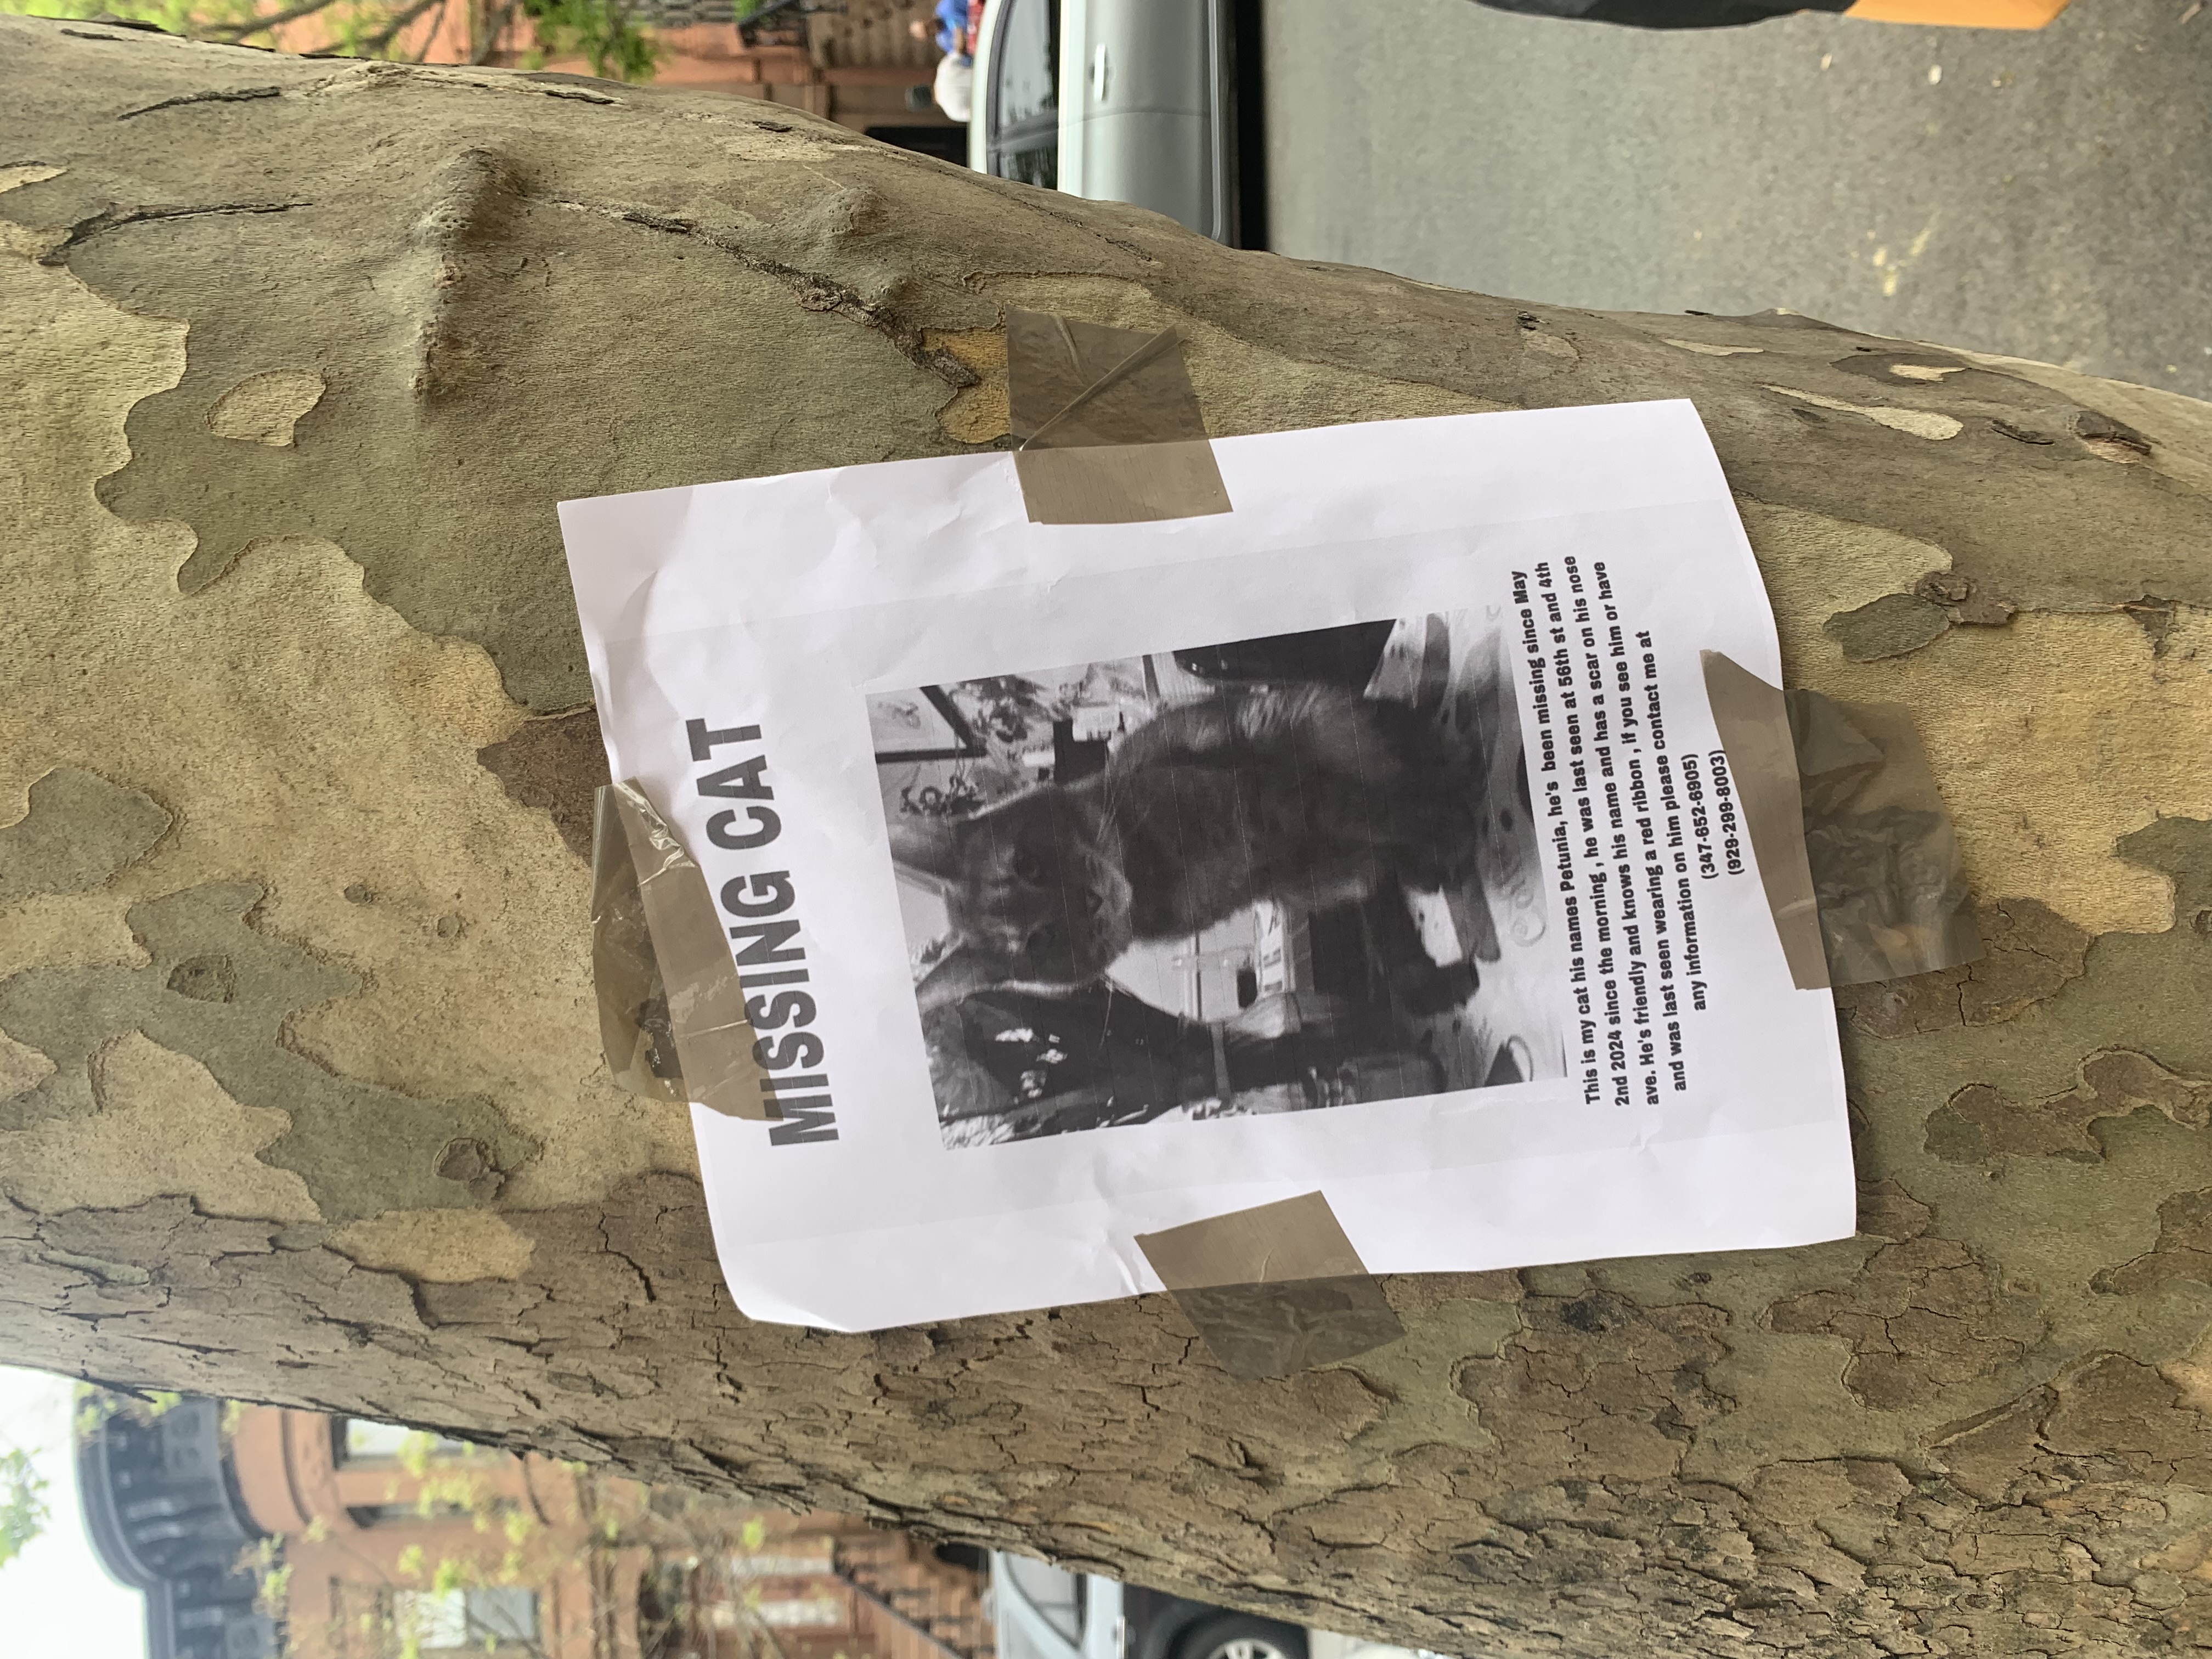 MISSING CAT
This is my cat his names Petunia, he's  been missing since May
2nd 2024 since the morning , he was last seen at 56th st and 4th
ave. He's friendly and knows his name and has a scar on his nose
and was last seen wearing a red ribbon , if you see him or have
any information on him please contact me at
(347-652-6905)
(929-299-8003)